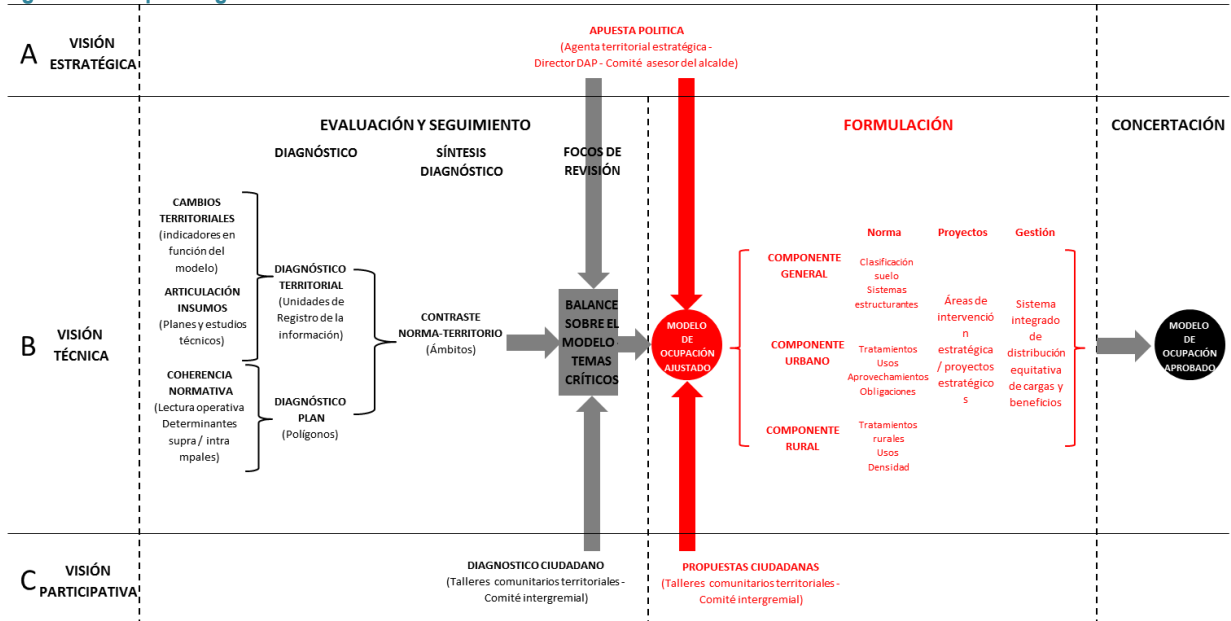 A
VISIÓN
ESTRATÉGICA
APUESTA POLITICA
(Agenta territorial estratégica -
Director DAP - Comité asesor del alcalde)
B
VISIÓN
TÉCNICA
EVALUACIÓN Y SEGUIMIENTO
DIAGNÓSTICO
SÍNTESIS
DIAGNÓSTICO
FOCOS DE
REVISIÓN
CAMBIOS
TERRITORIALES
(indicadores en
función del
modelo)
ARTICULACIÓN
INSUMOS
(Planes y estudios
técnicos)
COHERENCIA
NORMATIVA
(Lectura operativa
Determinantes
supra / intra
mpales)
DIAGNÓSTICO
TERRITORIAL
(Unidades de
Registro de la
información)
DIAGNÓSTICO
PLAN
(Polígonos)
CONTRASTE
NORMA-TERRITORIO
(Ámbitos)
BALANCE
SOBRE EL
MODELO -
TEMAS
CRÍTICOS
MODELO
DE
OCUPACIÓN
AJUSTADO
FORMULACIÓN
COMPONENTE
GENERAL
COMPONENTE
URBANO
COMPONENTE
RURAL
Norma
Clasificación
suelo
Sistemas
estructurantes
Tratamientos
Usos
Aprovechamientos
Obligaciones
Tratamientos
rurales
Usos
Densidad
Proyectos
Áreas de
intervenció
n
estratégica
/ proyectos
estratégico
s
Gestión
Sistema
integrado
de
distribución
equitativa
de cargas y
beneficios
CONCERTACIÓN
MODELO
DE
OCUPACIÓN
APROBADO
C
VISIÓN
PARTICIPATIVA
DIAGNOSTICO CIUDADANO
(Talleres comunitarios territoriales -
Comité intergremial)
PROPUESTAS CIUDADANAS
(Talleres comunitarios territoriales -
Comité intergremial)